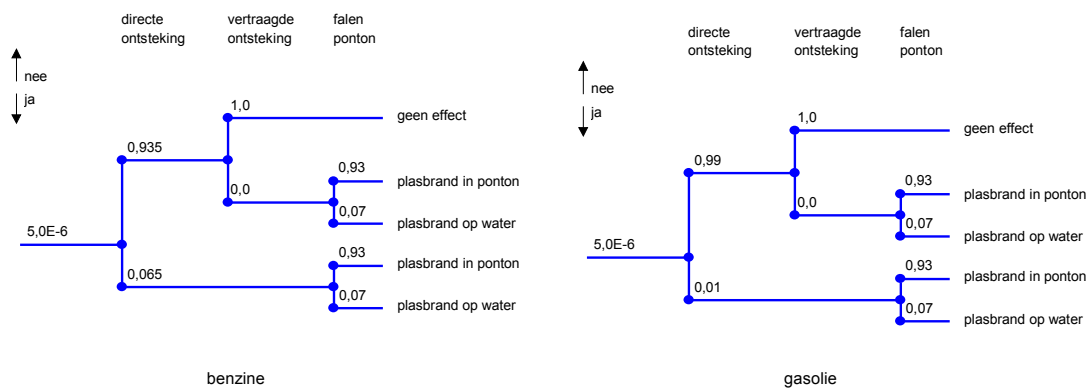 directe
ontsteking
vertraagde
ontsteking
falen
ponton
nee
ja
1,0
geen effect
0,935
0,93
plasbrand in ponton
0,0
0,07
plasbrand op water
5,0E-6
0,93
plasbrand in ponton
0,065
0,07
plasbrand op water
benzine
directe
ontsteking
vertraagde
ontsteking
falen
ponton
nee
ja
1,0
geen effect
0,99
0,93
plasbrand in ponton
0,0
0,07
plasbrand op water
5,0E-6
0,93
plasbrand in ponton
0,01
0,07
plasbrand op water
gasolie